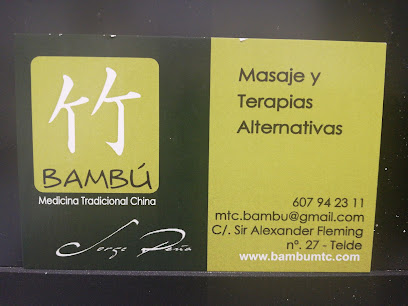 竹
BAMBÚ
Medicina Tradicional China
Jorge Peña
Masaje y
Terapias
Alternativas
607 94 23 11
mtc.bambu@gmail.com
C/. Sir Alexander Fleming
nº. 27 - Telde
www.bambumtc.com